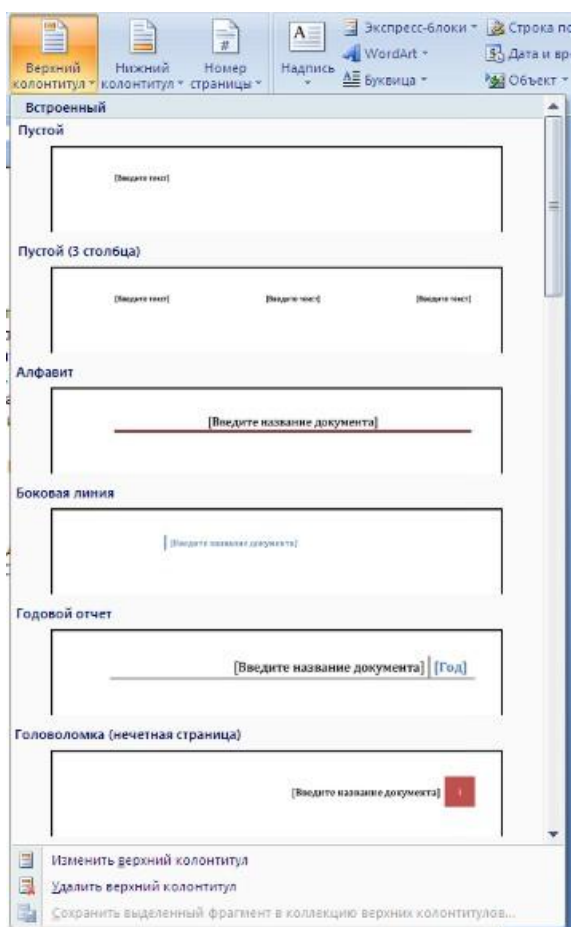 Верхний колонтитул
Нижний колонтитул
Номер страницы
#
A
Надпись
Экспресс-блоки
WordArt
Буквица
Строка по
Дата и вр
Объект
Встроенный
Пустой
[Введите текст]
Пустой (3 столбца)
[Введите текст] [Введите текст] [Введите текст]
Алфавит
[Введите название документа]
Боковая линия
[Введите название документа]
Годовой отчет
[Введите название документа] [Год]
Головоломка (нечетная страница)
[Введите название документа] 1
Изменить верхний колонтитул
Удалить верхний колонтитул
Сохранить выделенный фрагмент в коллекцию верхних колонтитулов...